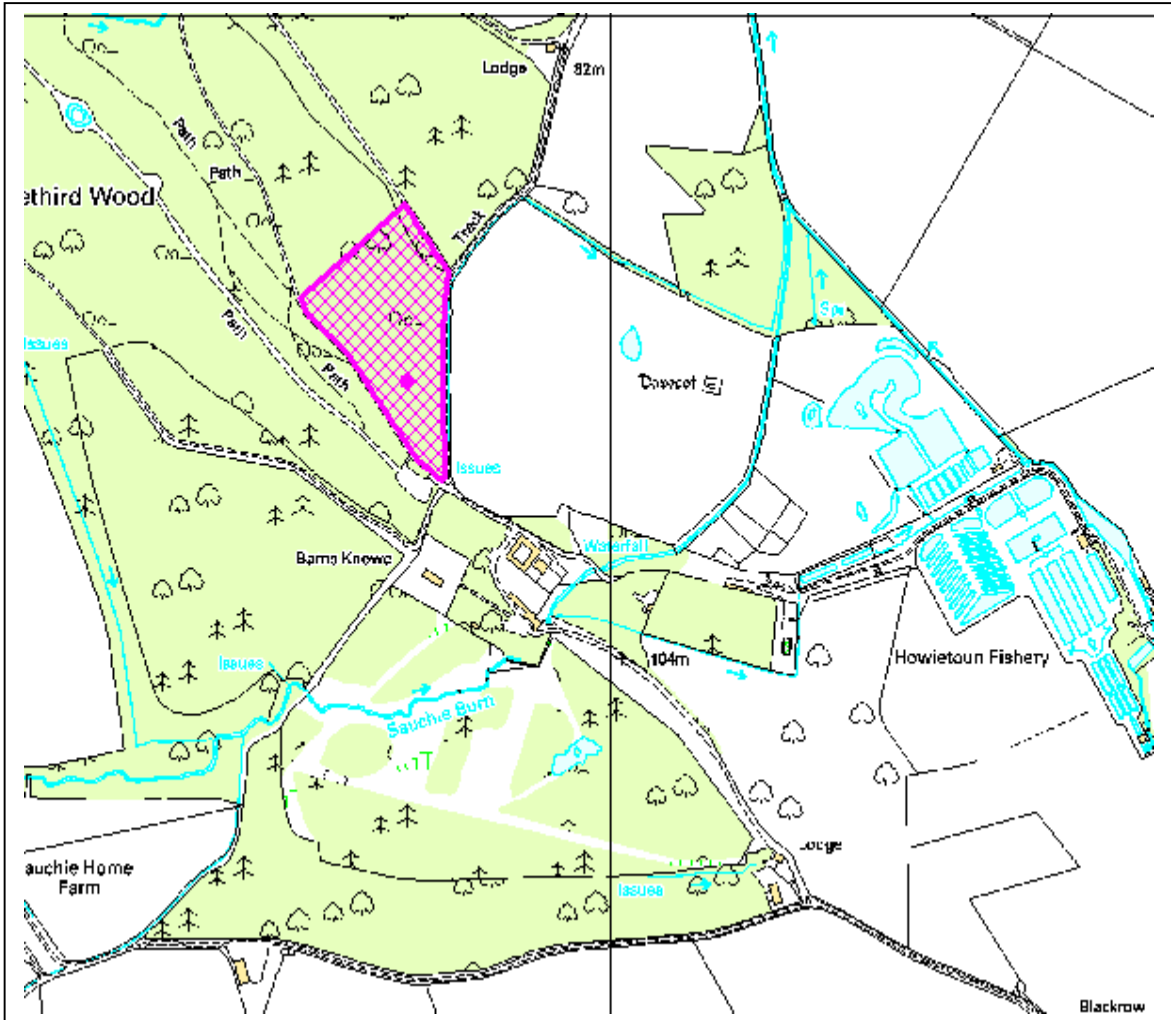 Lodge
82m
Path
Path
ethird Wood
Track
Path
Issues
Spr
Dovecot
Path
Issues
Waterfall
Barns Knowe
104m
Howietoun Fishery
Issues
Sauchie Burn
Lodge
auchie Home
Farm
Issues
Blackrow